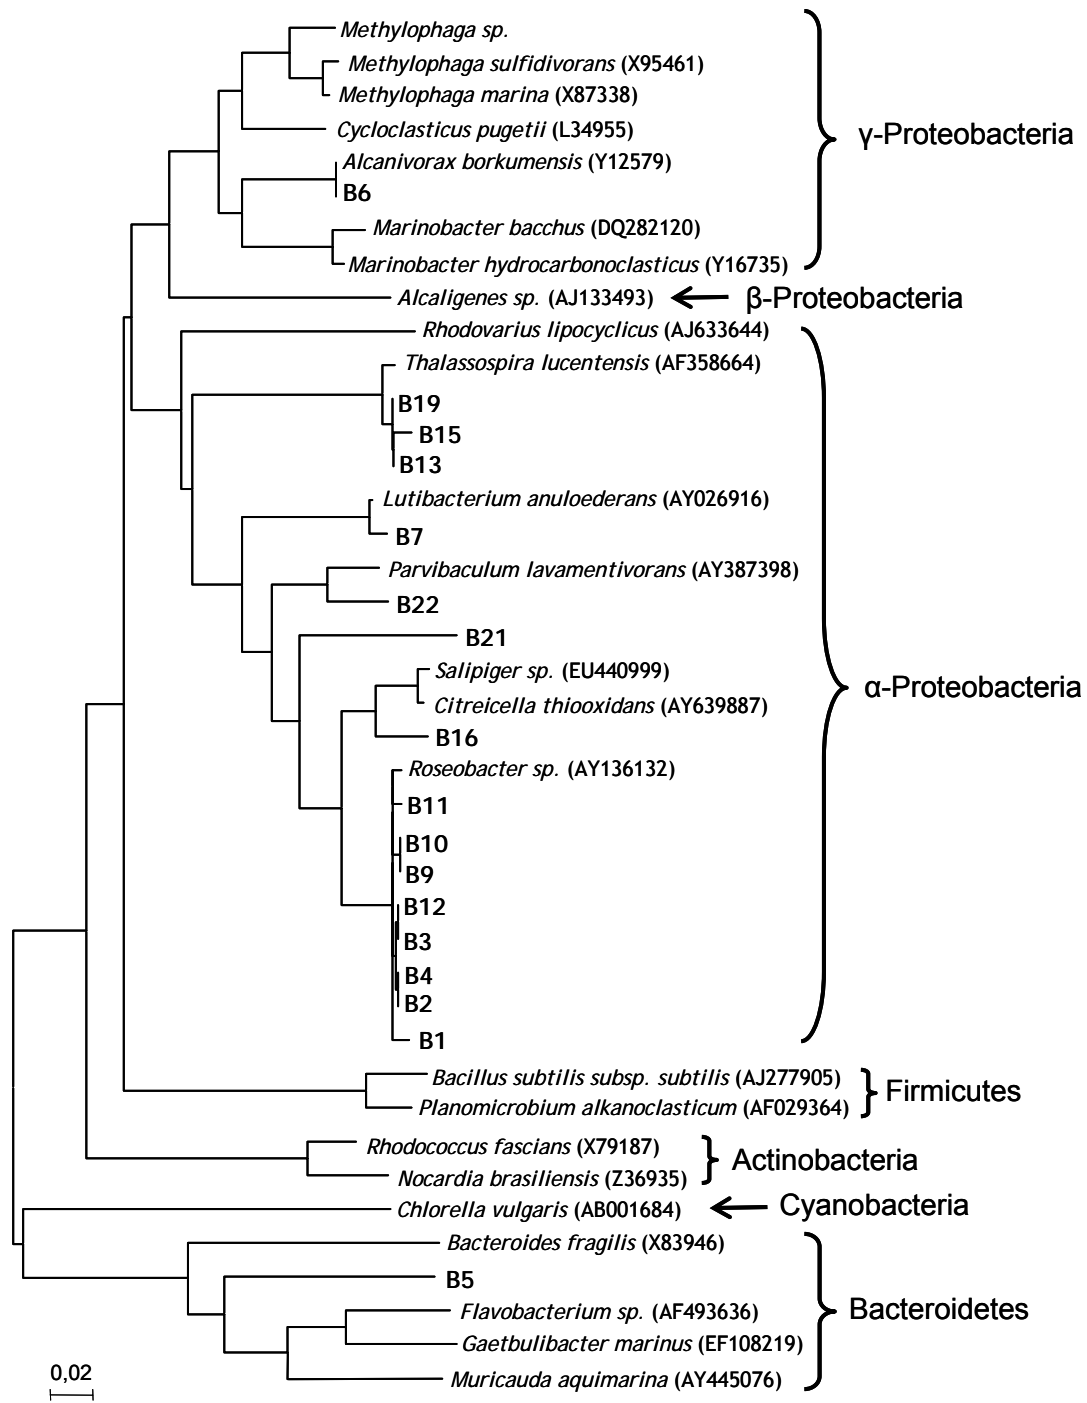 Methylophaga sp.
Methylophaga sulfidivorans (X95461)
Methylophaga marina (X87338)
Cycloclasticus pugetii (L34955)
γ-Proteobacteria
Alcanivorax borkumensis (Y12579)
B6
Marinobacter bacchus (DQ282120)
Marinobacter hydrocarbonoclasticus (Y16735)
Alcaligenes sp. (AJ133493)
β-Proteobacteria
Rhodovarius lipocyclicus (AJ633644)
Thalassospira lucentensis (AF358664)
B19
B15
B13
Lutibacterium anuloederans (AY026916)
B7
Parvibaculum lavamentivorans (AY387398)
B22
B21
Salipiger sp. (EU440999)
α-Proteobacteria
Citreicella thiooxidans (AY639887)
B16
Roseobacter sp. (AY136132)
B11
B10
B9
B12
B3
B4
B2
B1
Bacillus subtilis subsp. subtilis (AJ277905)
Firmicutes
Planomicrobium alkanoclasticum (AF029364)
Rhodococcus fascians (X79187)
Actinobacteria
Nocardia brasiliensis (Z36935)
Chlorella vulgaris (AB001684)
Cyanobacteria
Bacteroides fragilis (X83946)
B5
Flavobacterium sp. (AF493636)
Bacteroidetes
Gaetbulibacter marinus (EF108219)
Muricauda aquimarina (AY445076)
0,02